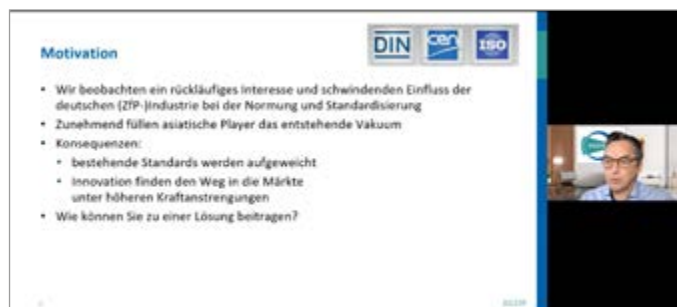 Motivation
DIN
cen
ISO
• Wir beobachten ein rückläufiges Interesse und schwindenden Einfluss der
deutschen (ZfP-)Industrie bei der Normung und Standardisierung
• Zunehmend füllen asiatische Player das entstehende Vakuum
• Konsequenzen:
• bestehende Standards werden aufgeweicht
• Innovation finden den Weg in die Märkte
unter höheren Kraftanstrengungen
• Wie können Sie zu einer Lösung beitragen?